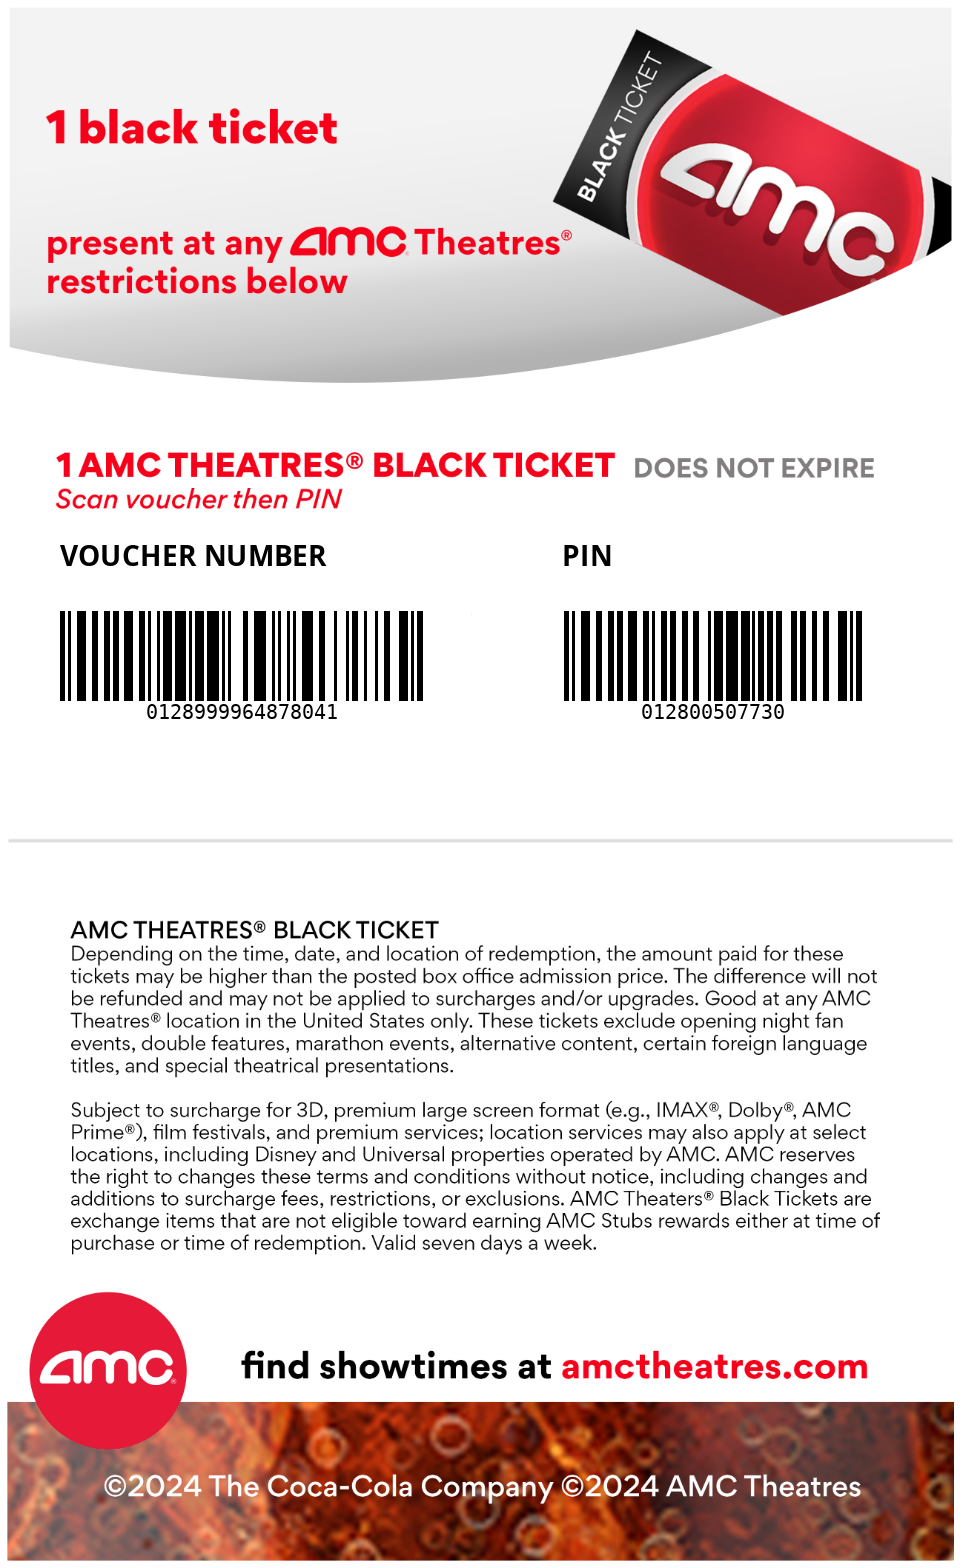 BLACK TICKET
amc
1 black ticket
present at any amc Theatres®
restrictions below
1 AMC THEATRES® BLACK TICKET DOES NOT EXPIRE
Scan voucher then PIN
VOUCHER NUMBER PIN
0128999964878041 012800507730
AMC THEATRES® BLACK TICKET
Depending on the time, date, and location of redemption, the amount paid for these
tickets may be higher than the posted box office admission price. The difference will not
be refunded and may not be applied to surcharges and/or upgrades. Good at any AMC
Theatres® location in the United States only. These tickets exclude opening night fan
events, double features, marathon events, alternative content, certain foreign language
titles, and special theatrical presentations.
Subject to surcharge for 3D, premium large screen format (e.g., IMAX®, Dolby®, AMC
Prime®), film festivals, and premium services; location services may also apply at select
locations, including Disney and Universal properties operated by AMC. AMC reserves
the right to changes these terms and conditions without notice, including changes and
additions to surcharge fees, restrictions, or exclusions. AMC Theaters® Black Tickets are
exchange items that are not eligible toward earning AMC Stubs rewards either at time of
purchase or time of redemption. Valid seven days a week.
amc®
find showtimes at amctheatres.com
©2024 The Coca-Cola Company ©2024 AMC Theatres